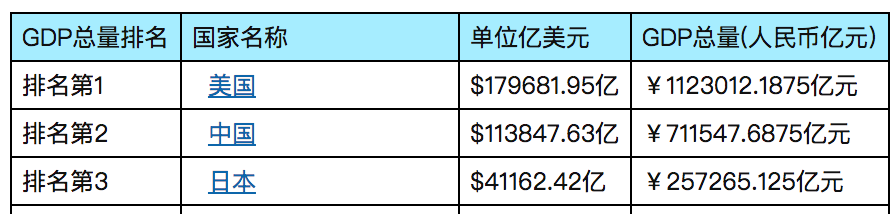 GDP总量排名 国家名称 单位亿美元 GDP总量(人民币亿元)
排名第1 美国 $179681.95亿 ￥1123012.1875亿元
排名第2 中国 $113847.63亿 ￥711547.6875亿元
排名第3 日本 $41162.42亿 ￥257265.125亿元